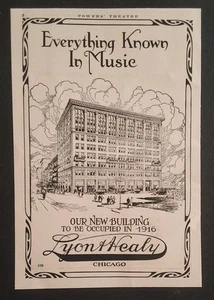 POWERS' THEATRE
Everything Known
In Music
OUR NEW BUILDING
TO BE OCCUPIED IN 1916
Lyon & Healy
CHICAGO